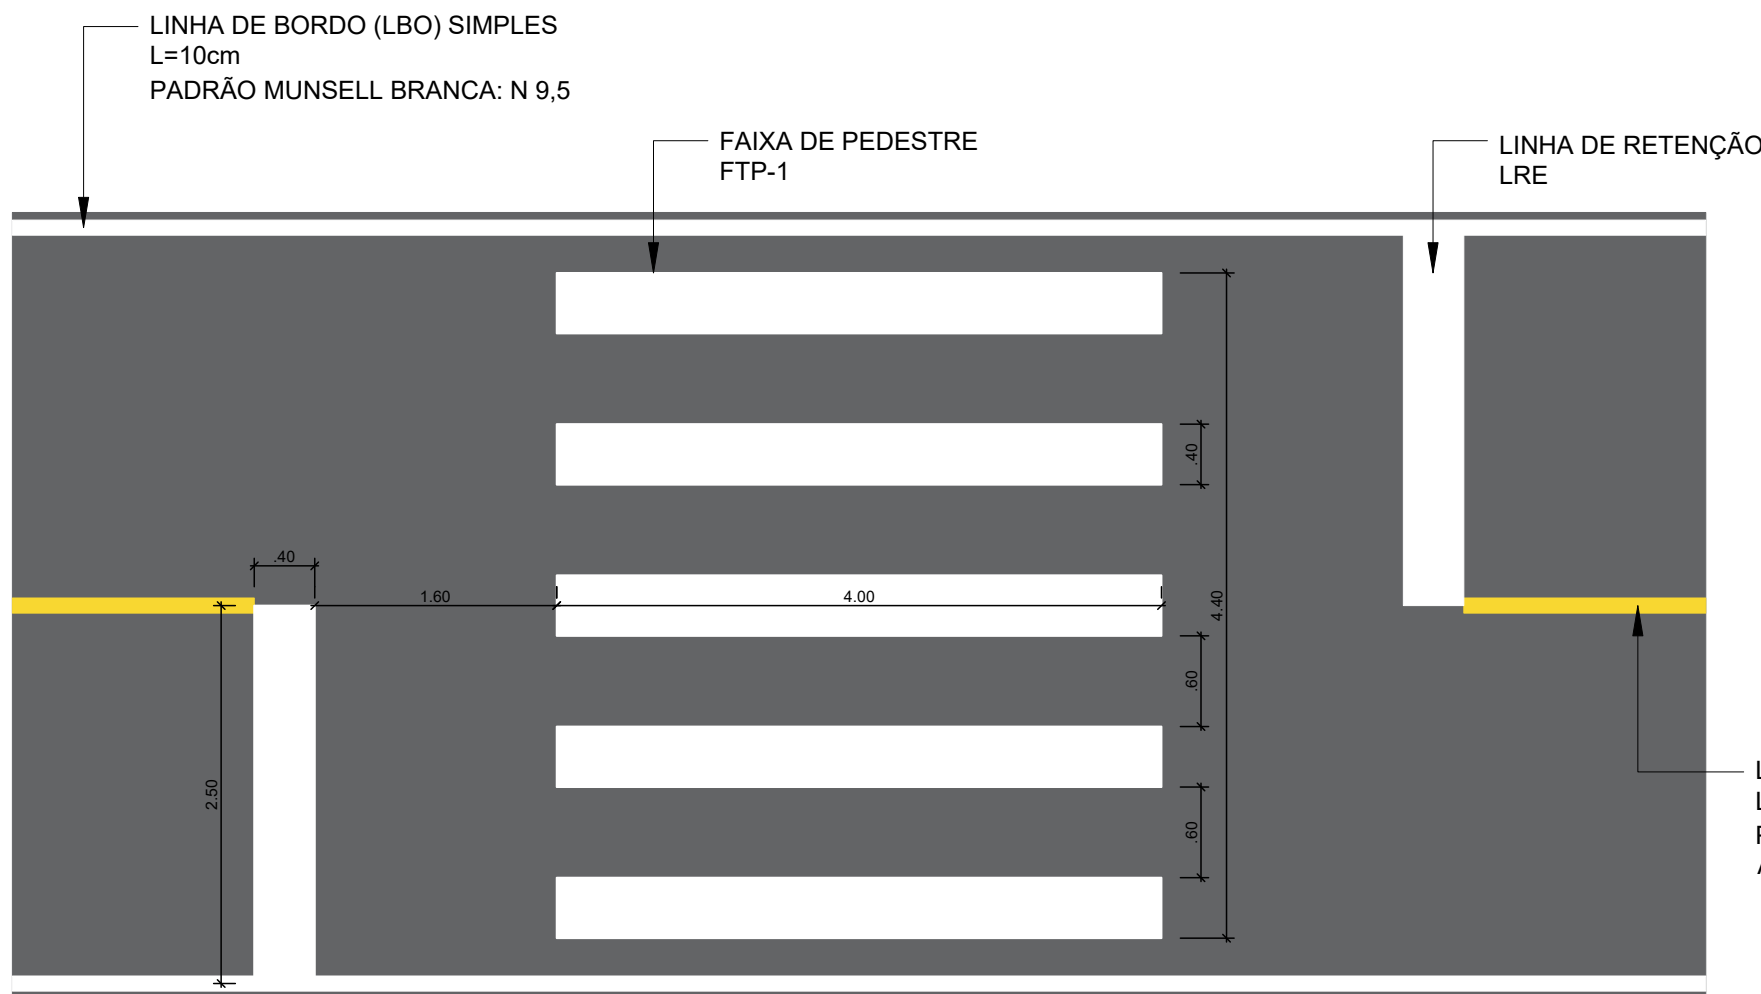 LINHA DE BORDO (LBO) SIMPLES
L=10cm
PADRÃO MUNSELL BRANCA: N 9,5
FAIXA DE PEDESTRE
FTP-1
LINHA DE RETENÇÃO
LRE
.40
.40
1.60
4.00
4.40
.60
2.50
.60